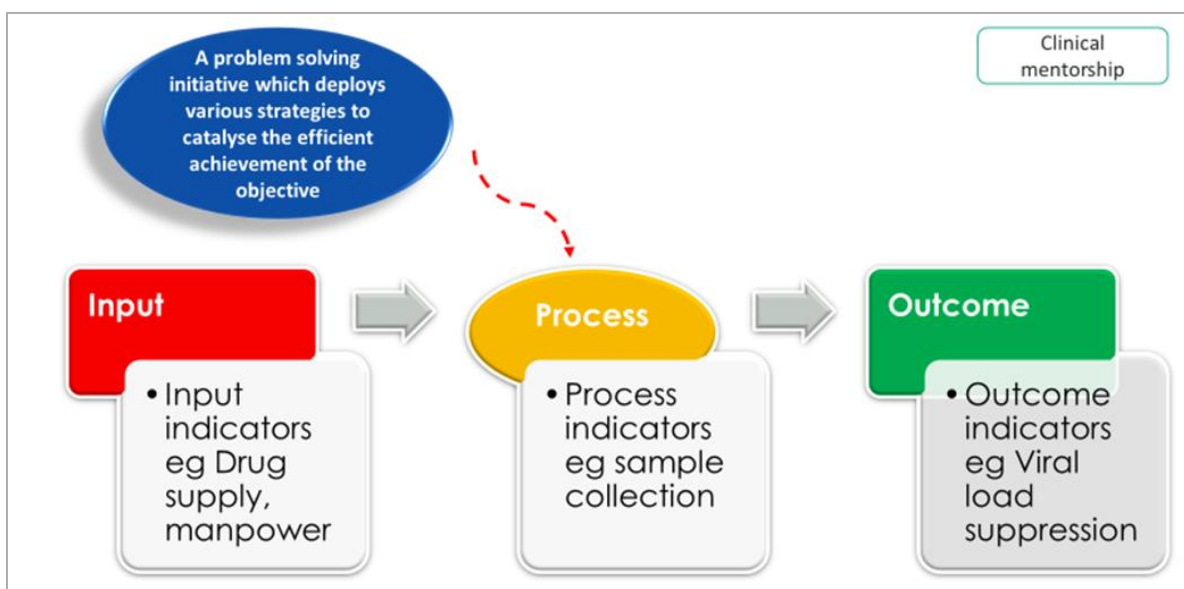 A problem solving
initiative which deploys
various strategies to
catalyse the efficient
achievement of the
objective
Clinical
mentorship
Input
• Input
indicators
eg Drug
supply,
manpower
Process
• Process
indicators
eg sample
collection
Outcome
• Outcome
indicators
eg Viral
load
suppression